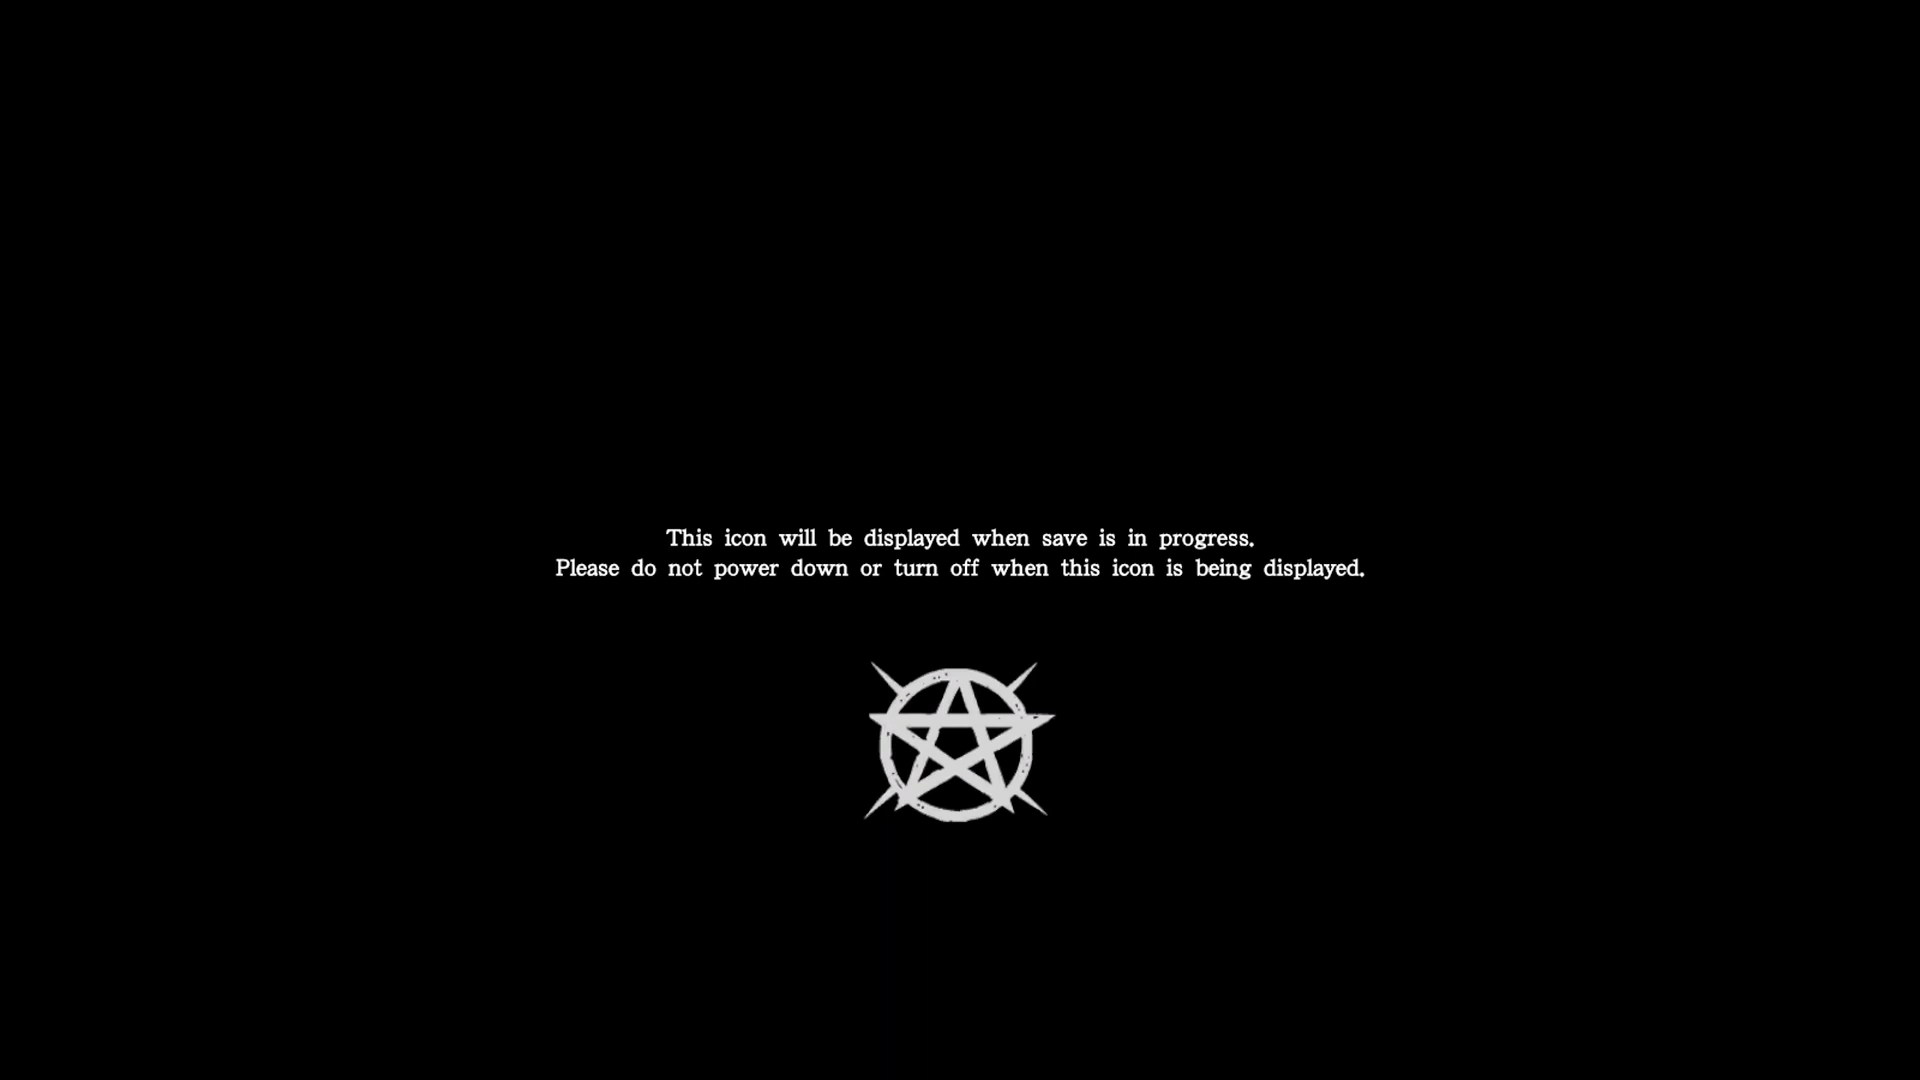 This icon will be displayed when save is in progress.
Please do not power down or turn off when this icon is being displayed.